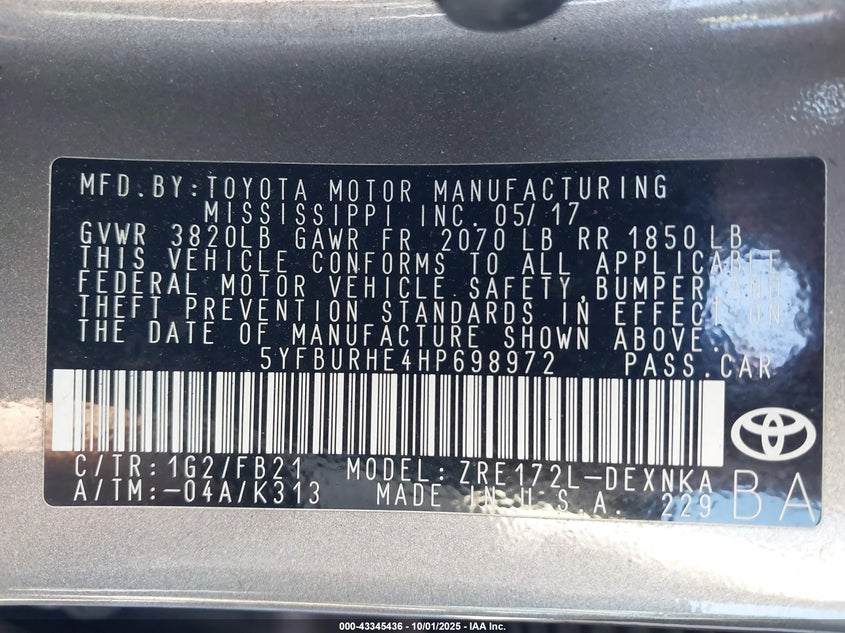 MFD.BY:TOYOTA MOTOR MANUFACTURING
MISSISSIPPI INC. 05/17
GVWR 3820LB GAWR FR 2070 LB RR 1850 LB
THIS VEHICLE CONFORMS TO ALL APPLICABLE
FEDERAL MOTOR VEHICLE SAFETY,BUMPER,AND
THEFT PREVENTION STANDARDS IN EFFECT ON
THE DATE OF MANUFACTURE SHOWN ABOVE.
5YFBURHE4HP698972 PASS.CAR
C/TR:1G2/FB21 MODEL:ZRE172L-DEXNKA
A/TM:-04A/K313 MADE IN U.S.A. 229
BA
000-43345436 - 10/01/2025 - IAA Inc.